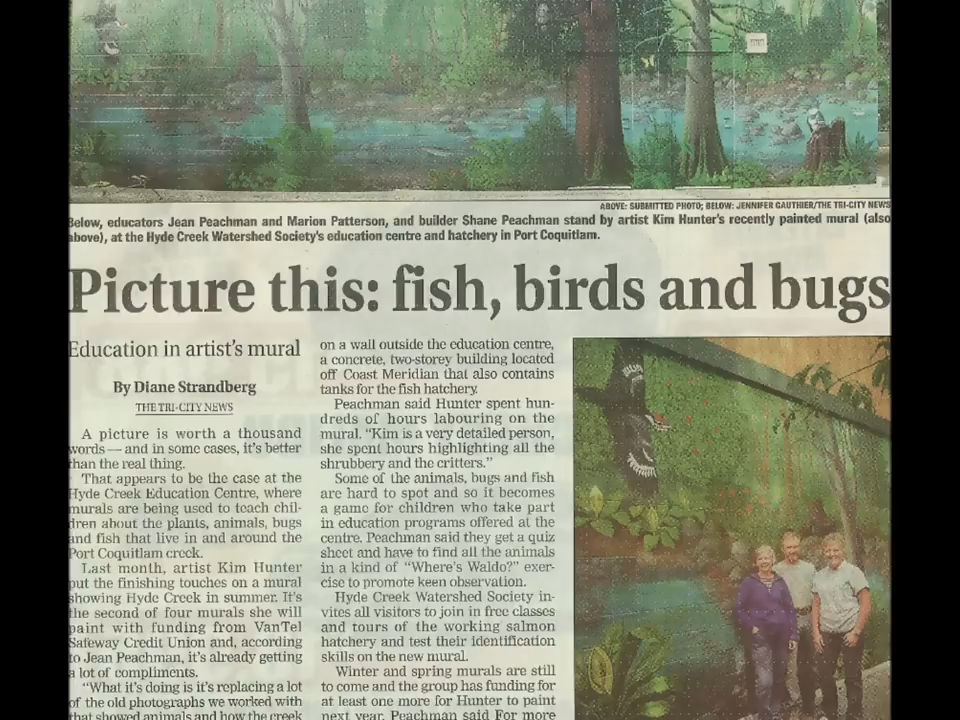 ABOVE: SUBMITTED PHOTO; BELOW: JENNIFER GAUTHIER/THE TRI-CITY NEWS
Below, educators Jean Peachman and Marion Patterson, and builder Shane Peachman stand by artist Kim Hunter's recently painted mural (also
above), at the Hyde Creek Watershed Society's education centre and hatchery in Port Coquitlam.
Picture this: fish, birds and bugs
Education in artist's mural
By Diane Strandberg
THE TRI-CITY NEWS
A picture is worth a thousand
words — and in some cases, it's better
than the real thing.
That appears to be the case at the
Hyde Creek Education Centre, where
murals are being used to teach chil-
dren about the plants, animals, bugs
and fish that live in and around the
Port Coquitlam creek.
Last month, artist Kim Hunter
put the finishing touches on a mural
showing Hyde Creek in summer. It's
the second of four murals she will
paint with funding from VanTel
Safeway Credit Union and, according
to Jean Peachman, it's already getting
a lot of compliments.
"What it's doing is it's replacing a lot
of the old photographs we worked with
that showed animals and how the creek
on a wall outside the education centre,
a concrete, two-storey building located
off Coast Meridian that also contains
tanks for the fish hatchery.
Peachman said Hunter spent hun-
dreds of hours labouring on the
mural. "Kim is a very detailed person,
she spent hours highlighting all the
shrubbery and the critters."
Some of the animals, bugs and fish
are hard to spot and so it becomes
a game for children who take part
in education programs offered at the
centre. Peachman said they get a quiz
sheet and have to find all the animals
in a kind of "Where's Waldo?" exer-
cise to promote keen observation.
Hyde Creek Watershed Society in-
vites all visitors to join in free classes
and tours of the working salmon
hatchery and test their identification
skills on the new mural.
Winter and spring murals are still
to come and the group has funding for
at least one more for Hunter to paint
next year, Peachman said For more